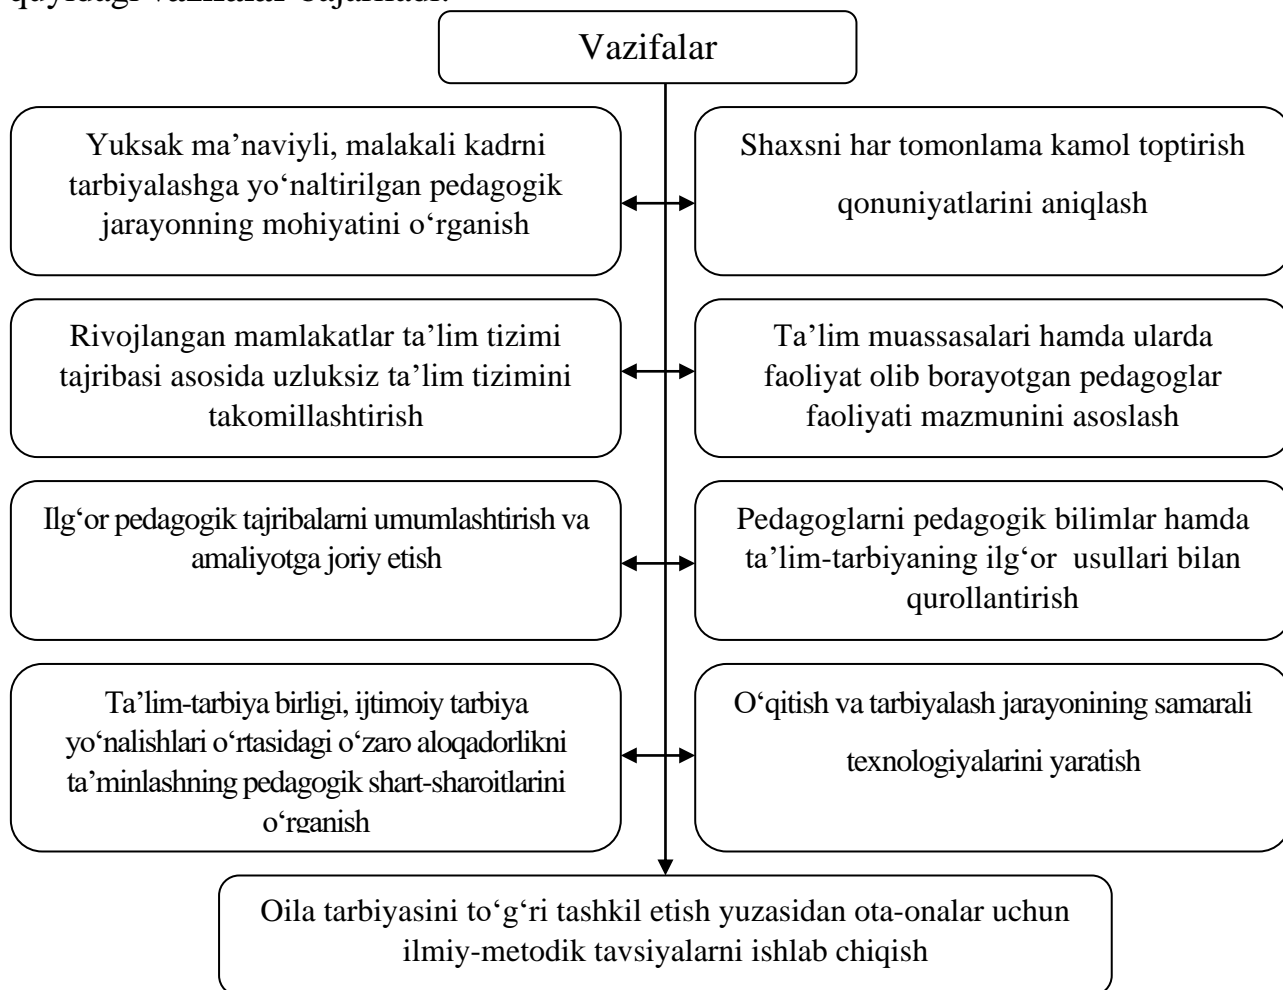 quyidagi vazifalar bajariladi:
Vazifalar
Yuksak ma’naviyli, malakali kadrni
tarbiyalashga yo‘naltirilgan pedagogik
jarayonning mohiyatini o‘rganish
Shaxsni har tomonlama kamol toptirish
qonuniyatlarini aniqlash
Rivojlangan mamlakatlar ta’lim tizimi
tajribasi asosida uzluksiz ta’lim tizimini
takomillashtirish
Ta’lim muassasalari hamda ularda
faoliyat olib borayotgan pedagoglar
faoliyati mazmunini asoslash
Ilg‘or pedagogik tajribalarni umumlashtirish va
amaliyotga joriy etish
Pedagoglarni pedagogik bilimlar hamda
ta’lim-tarbiyaning ilg‘or usullari bilan
qurollantirish
Ta’lim-tarbiya birligi, ijtimoiy tarbiya
yo‘nalishlari o‘rtasidagi o‘zaro aloqadorlikni
ta’minlashning pedagogik shart-sharoitlarini
o‘rganish
O‘qitish va tarbiyalash jarayonining samarali
texnologiyalarini yaratish
Oila tarbiyasini to‘g‘ri tashkil etish yuzasidan ota-onalar uchun
ilmiy-metodik tavsiyalarni ishlab chiqish